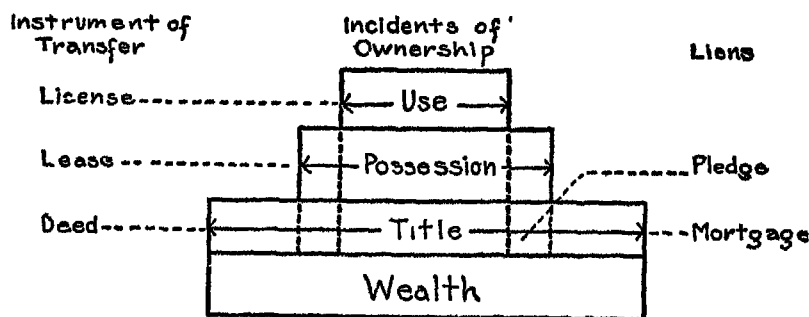 Instrument of
Transfer
Incidents of
Ownership
Liens
License
Use
Lease
Possession
Pledge
Deed
Title
Mortgage
Wealth